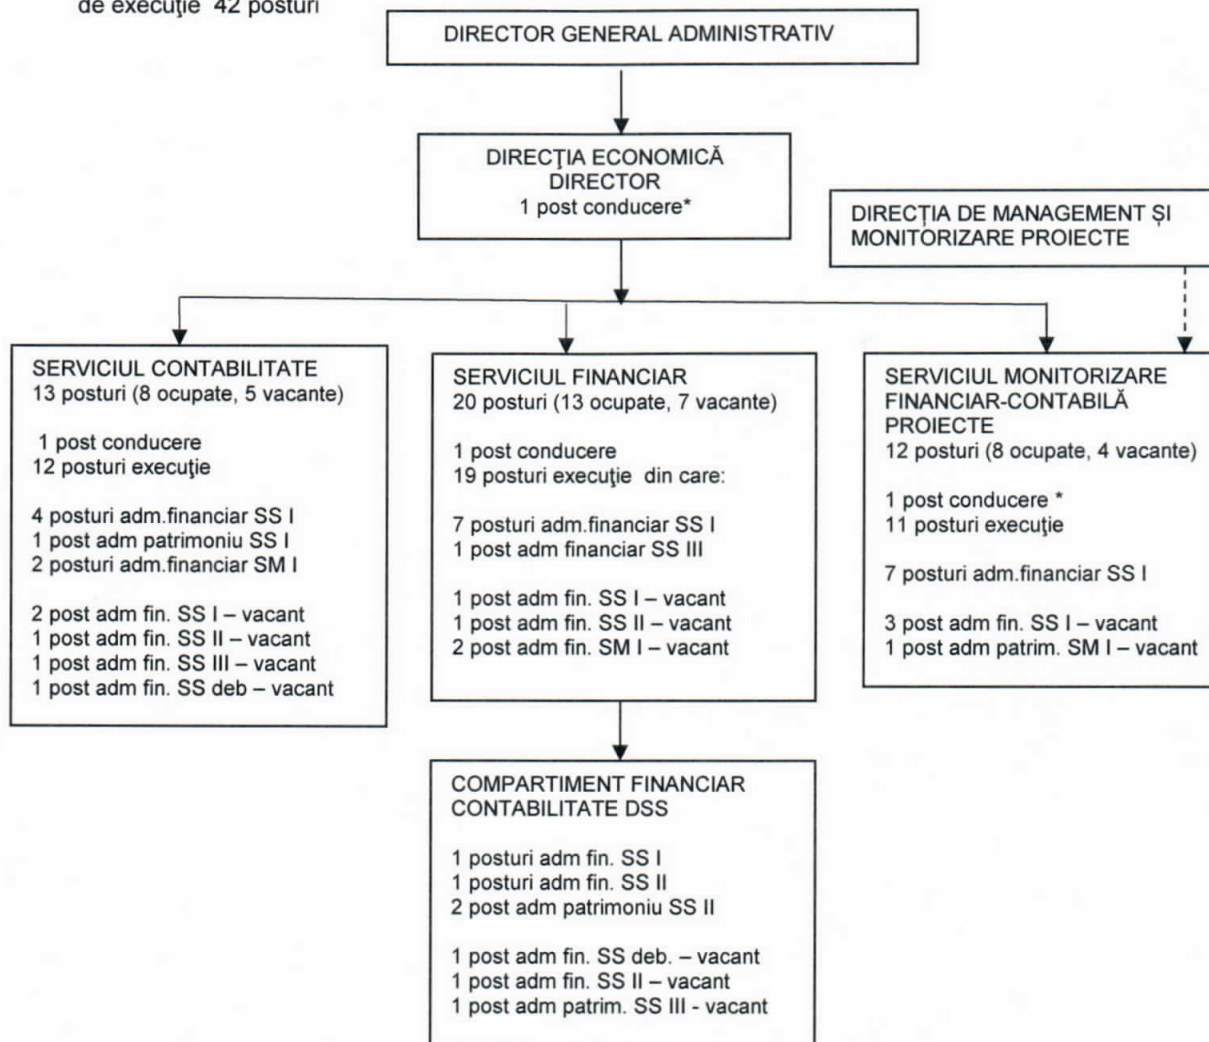 de execuţie 42 posturi
DIRECTOR GENERAL ADMINISTRATIV
DIRECŢIA ECONOMICĂ
DIRECTOR
1 post conducere*
DIRECȚIA DE MANAGEMENT ȘI
MONITORIZARE PROIECTE
SERVICIUL CONTABILITATE
13 posturi (8 ocupate, 5 vacante)
1 post conducere
12 posturi execuţie
4 posturi adm.financiar SS I
1 post adm patrimoniu SS I
2 posturi adm.financiar SM I
2 post adm fin. SS I – vacant
1 post adm fin. SS II – vacant
1 post adm fin. SS III – vacant
1 post adm fin. SS deb – vacant
SERVICIUL FINANCIAR
20 posturi (13 ocupate, 7 vacante)
1 post conducere
19 posturi execuţie din care:
7 posturi adm.financiar SS I
1 post adm financiar SS III
1 post adm fin. SS I – vacant
1 post adm fin. SS II – vacant
2 post adm fin. SM I – vacant
SERVICIUL MONITORIZARE
FINANCIAR-CONTABILĂ
PROIECTE
12 posturi (8 ocupate, 4 vacante)
1 post conducere *
11 posturi execuţie
7 posturi adm.financiar SS I
3 post adm fin. SS I – vacant
1 post adm patrim. SM I – vacant
COMPARTIMENT FINANCIAR
CONTABILITATE DSS
1 posturi adm fin. SS I
1 posturi adm fin. SS II
2 post adm patrimoniu SS II
1 post adm fin. SS deb. – vacant
1 post adm fin. SS II – vacant
1 post adm patrim. SS III - vacant